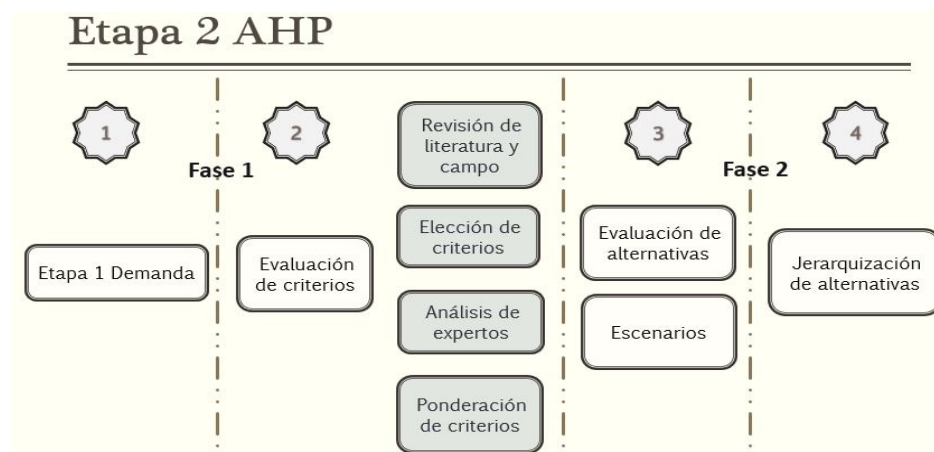 Etapa 2 AHP
1
2
3
4
Fase 1
Fase 2
Etapa 1 Demanda
Evaluación
de criterios
Revisión de
literatura y
campo
Elección de
criterios
Análisis de
expertos
Ponderación
de criterios
Evaluación de
alternativas
Escenarios
Jerarquización
de alternativas